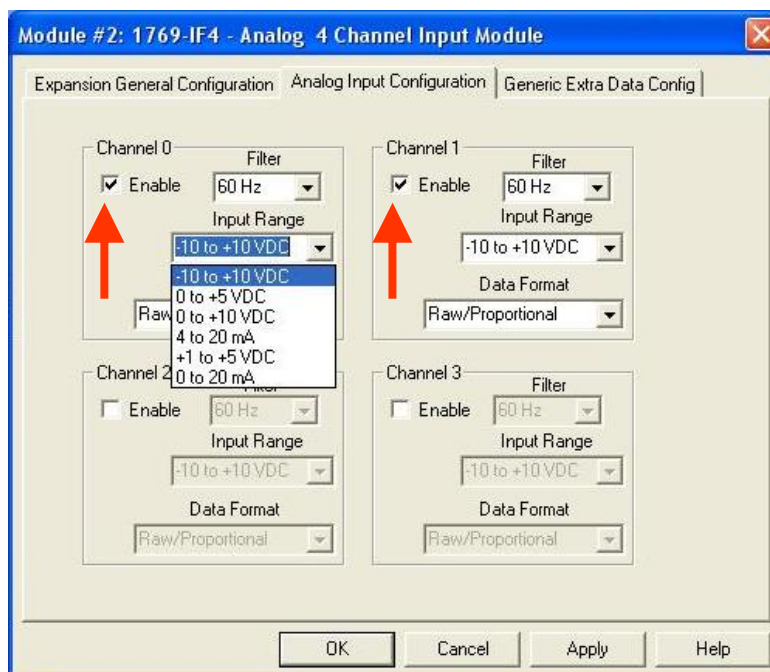 Module #2: 1769-IF4 - Analog 4 Channel Input Module
Expansion General Configuration
Analog Input Configuration
Generic Extra Data Config
Channel 0
Filter
Enable
60 Hz
Input Range
-10 to +10 VDC
-10 to +10 VDC
0 to +5 VDC
0 to +10 VDC
4 to 20 mA
+1 to +5 VDC
0 to 20 mA
Channel 1
Filter
Enable
60 Hz
Input Range
-10 to +10 VDC
Data Format
Raw/Proportional
Channel 2
Enable
60 Hz
Input Range
-10 to +10 VDC
Data Format
Raw/Proportional
Channel 3
Filter
Enable
60 Hz
Input Range
-10 to +10 VDC
Data Format
Raw/Proportional
OK
Cancel
Apply
Help